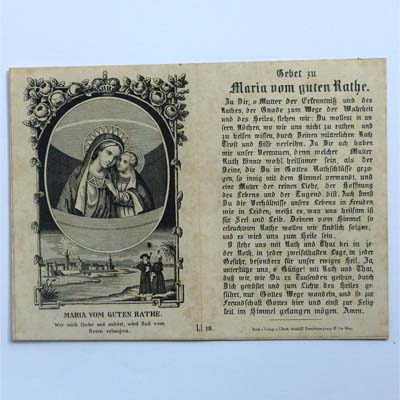 MARIA VOM GUTEN RATHE.
Wer mich findet und anhört, wird Heil vom
Herrn erlangen.
Li 18.
Gebet zu
Maria vom guten Rathe.
Zu Dir, o Mutter der Erkenntniß und des
Rathes, der Gnade zum Wege der Wahrheit
und des Heiles, flehen wir: Du wollest in un
seren Nöthen, wo wir uns nicht zu rathen und
zu helfen wissen, durch Deinen mütterlichen Rath
Trost und Hilfe verleihen. Zu Dir ach haben
wir unser Vertrauen, denn welcher Mutter
Rath könnte wohl heilsamer sein, als der
Deine, die Du in Gottes Rathschlüsse gezo
gen, so innig mit dem Himmel verwandt, und
eine Mutter der reinen Liebe, der Hoffnung
des Lebens und der Tugend bist. Auch kennst
Du die Verhältnisse unsers Lebens in Freuden
wie in Leiden, weißt es, was uns heilsam ist
für Seel und Leib. Deinem vom Himmel so
erleuchteten Rathe wollen wir kindlich folgen,
und es wird uns zum Heile sein.
O stehe uns mit Rath und That bei in je
der Noth, in jeder zweifelhaften Lage, in jeder
Gefahr, besonders für unser ewiges Heil. Ja,
unterstütze uns, o Gütige! mit Rath und That,
daß wir, wie Du es Tausenden gethan, durch
Dich getröstet und zum Lichte des Heiles ge
führet, nur Gottes Wege wandeln, und so zur
Freundschaft Gottes hier und einst zur Selig
keit im Himmel gelangen mögen. Amen.